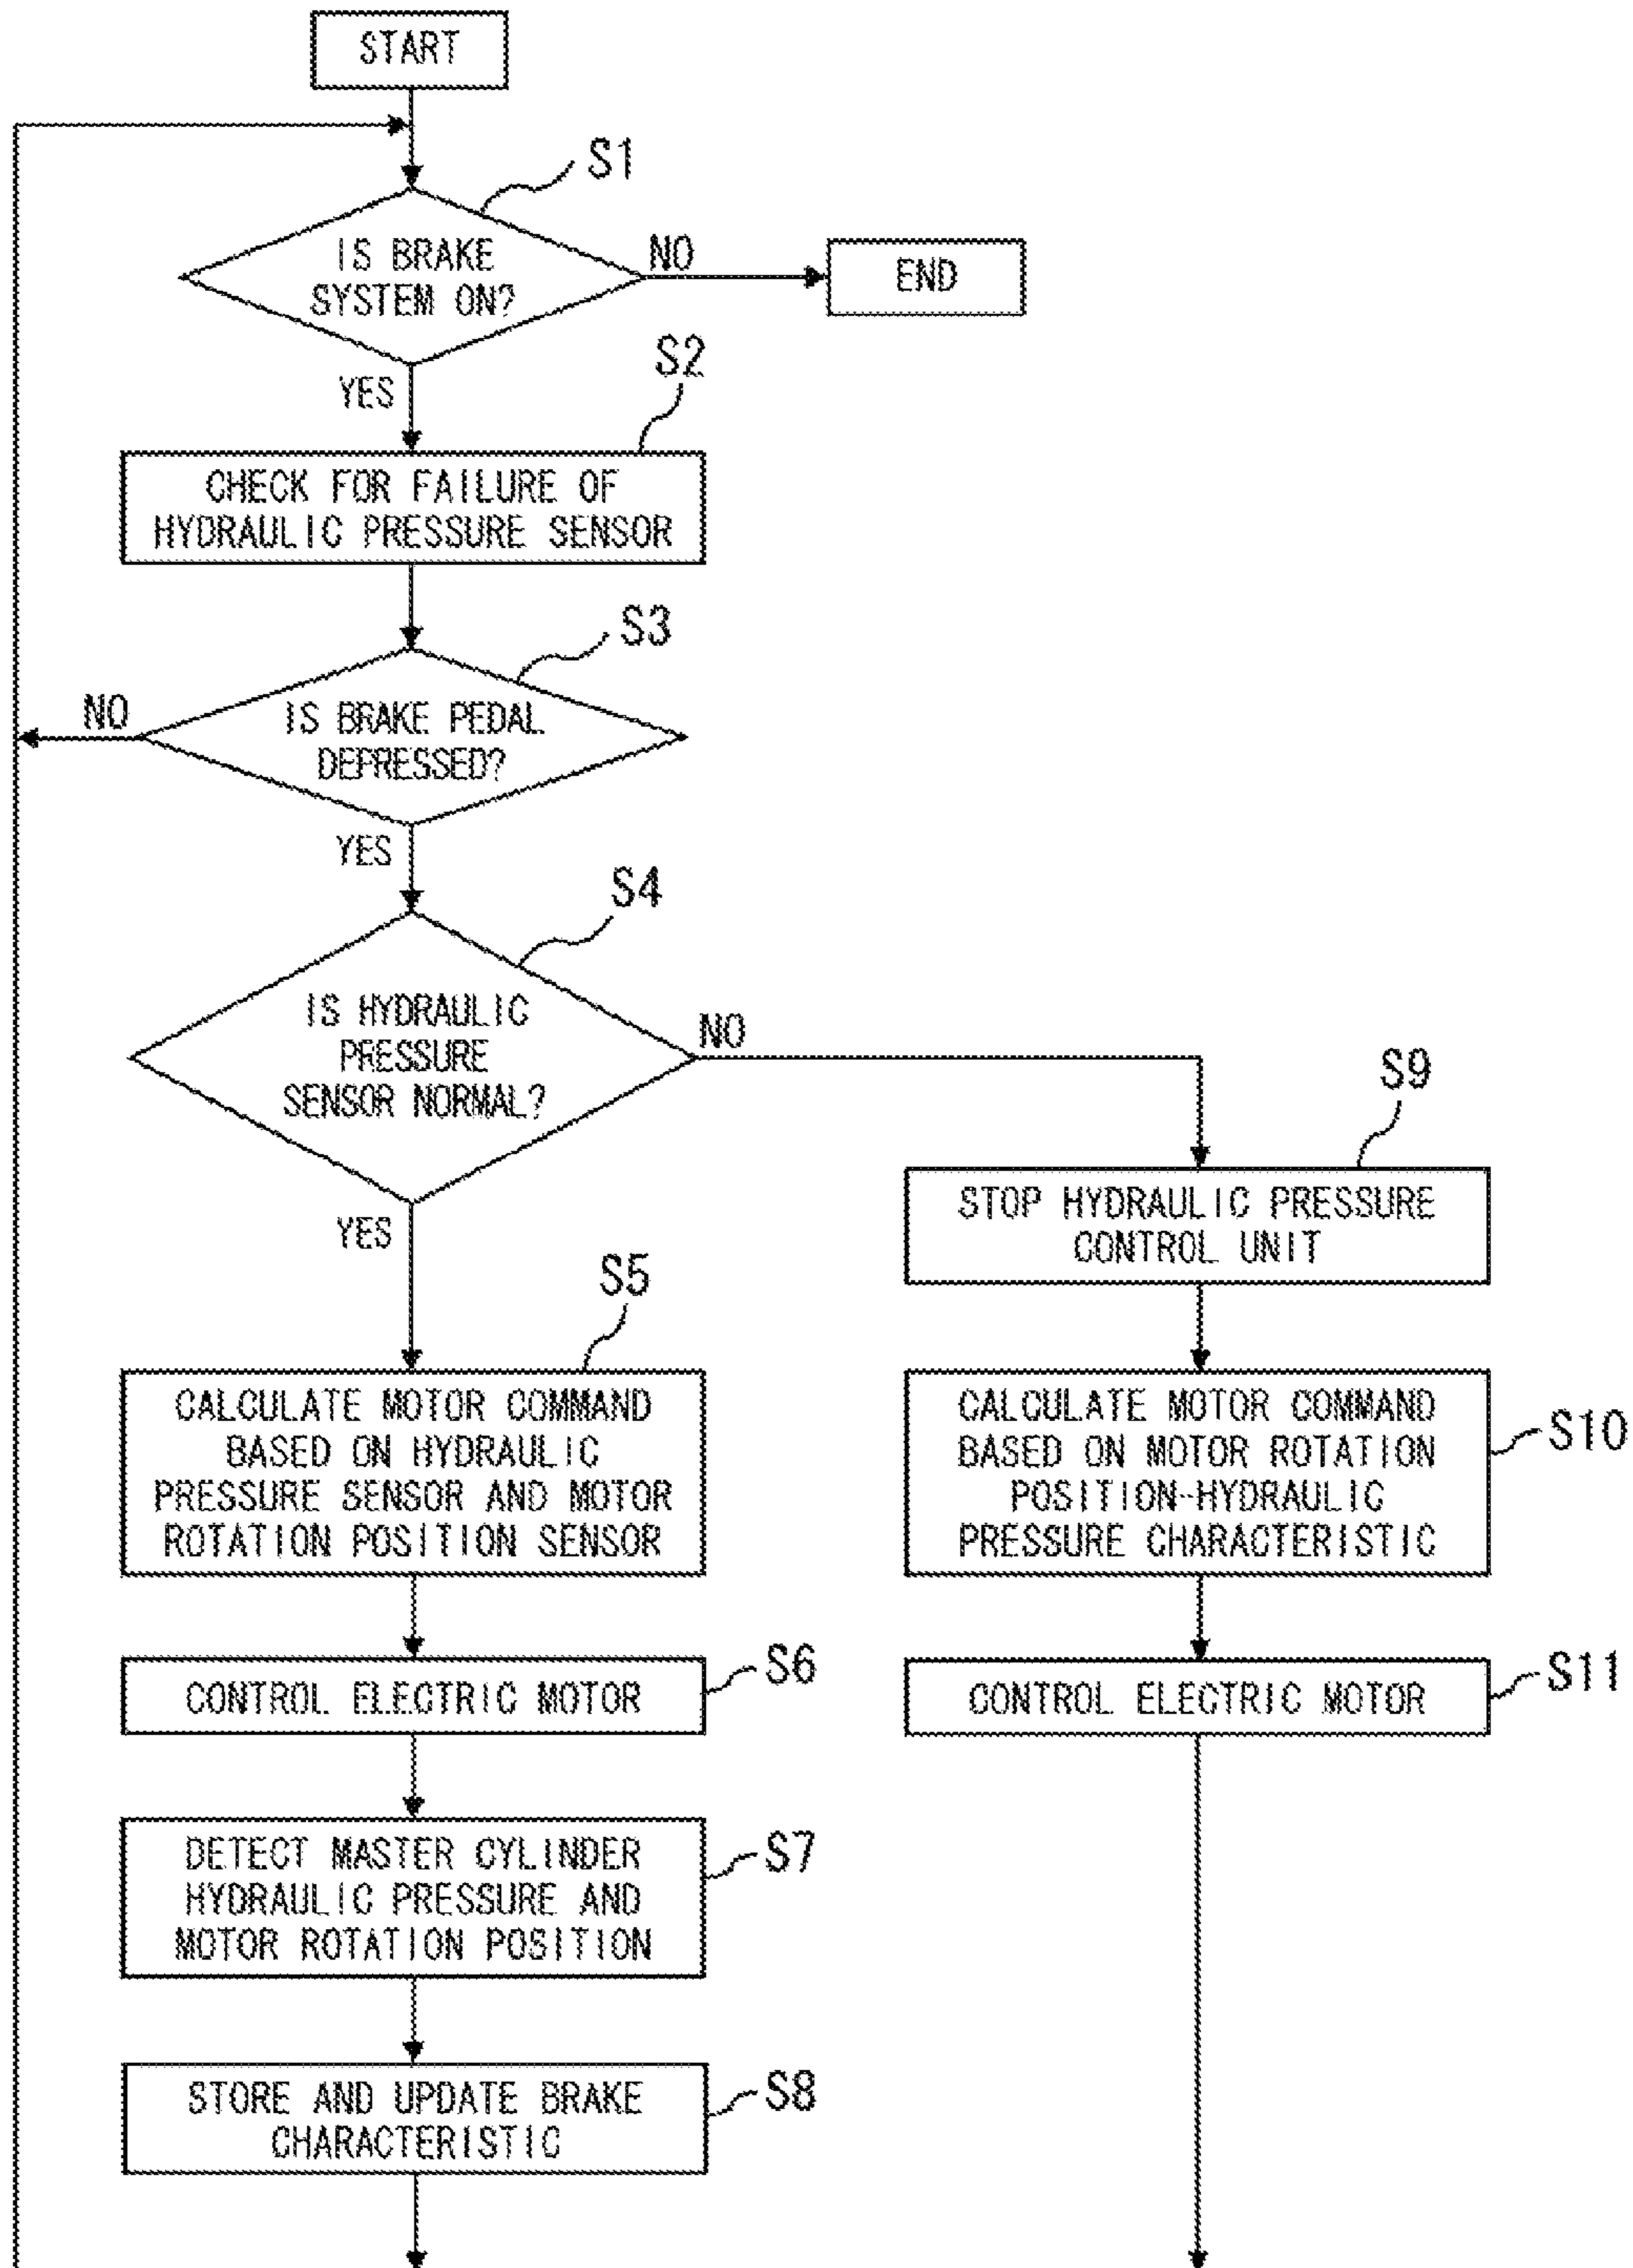 START
S1
IS BRAKE
SYSTEM ON?
NO
END
YES
S2
CHECK FOR FAILURE OF
HYDRAULIC PRESSURE SENSOR
S3
NO
IS BRAKE PEDAL
DEPRESSED?
YES
S4
IS HYDRAULIC
PRESSURE
SENSOR NORMAL?
NO
YES
S5
CALCULATE MOTOR COMMAND
BASED ON HYDRAULIC
PRESSURE SENSOR AND MOTOR
ROTATION POSITION SENSOR
CONTROL ELECTRIC MOTOR
S6
DETECT MASTER CYLINDER
HYDRAULIC PRESSURE AND
MOTOR ROTATION POSITION
S7
STORE AND UPDATE BRAKE
CHARACTERISTIC
S8
S9
STOP HYDRAULIC PRESSURE
CONTROL UNIT
CALCULATE MOTOR COMMAND
BASED ON MOTOR ROTATION
POSITION-HYDRAULIC
PRESSURE CHARACTERISTIC
S10
CONTROL ELECTRIC MOTOR
S11